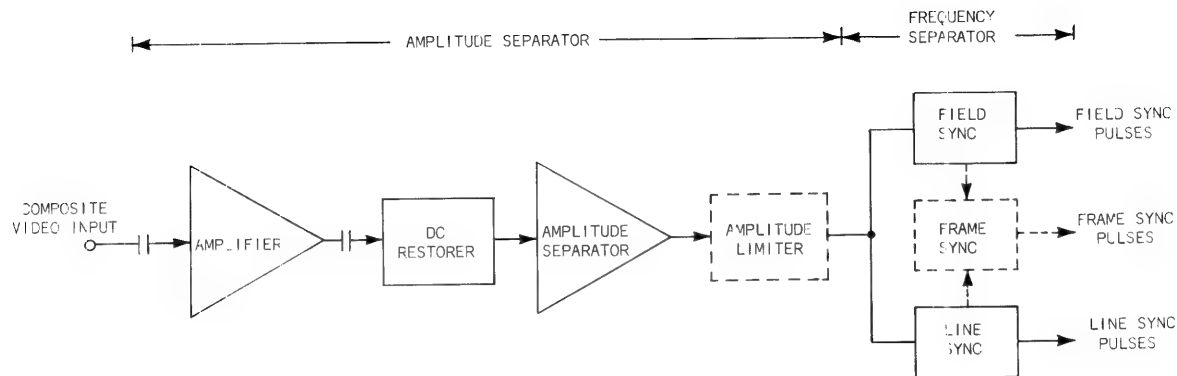 AMPLITUDE SEPARATOR
FREQUENCY
SEPARATOR
COMPOSITE
VIDEO INPUT
AMPLIFIER
DC
RESTORER
AMPLITUDE
SEPARATOR
AMPLITUDE
LIMITER
FIELD
SYNC
FIELD SYNC
PULSES
FRAME
SYNC
FRAME SYNC
PULSES
LINE
SYNC
LINE SYNC
PULSES